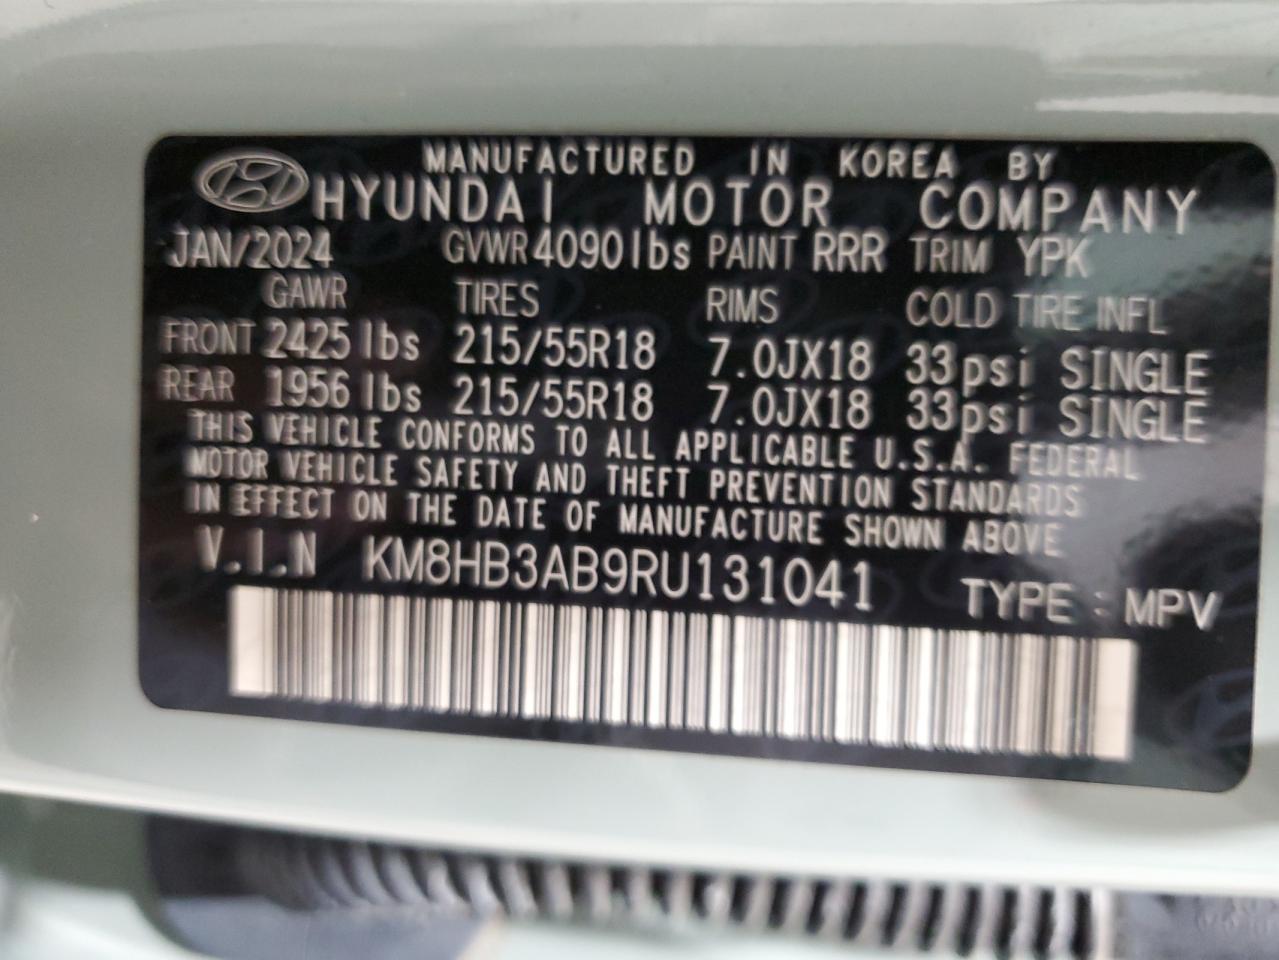 MANUFACTURED IN KOREA BY
HYUNDAI MOTOR COMPANY
JAN/2024 GVWR 4090lbs PAINT RRR TRIM YPK
GAWR TIRES RIMS COLD TIRE INFL
FRONT 2425 lbs 215/55R18 7.0JX18 33psi SINGLE
REAR 1956 lbs 215/55R18 7.0JX18 33psi SINGLE
THIS VEHICLE CONFORMS TO ALL APPLICABLE U.S.A. FEDERAL
MOTOR VEHICLE SAFETY AND THEFT PREVENTION STANDARDS
IN EFFECT ON THE DATE OF MANUFACTURE SHOWN ABOVE
V.I.N KM8HB3AB9RU131041 TYPE : MPV